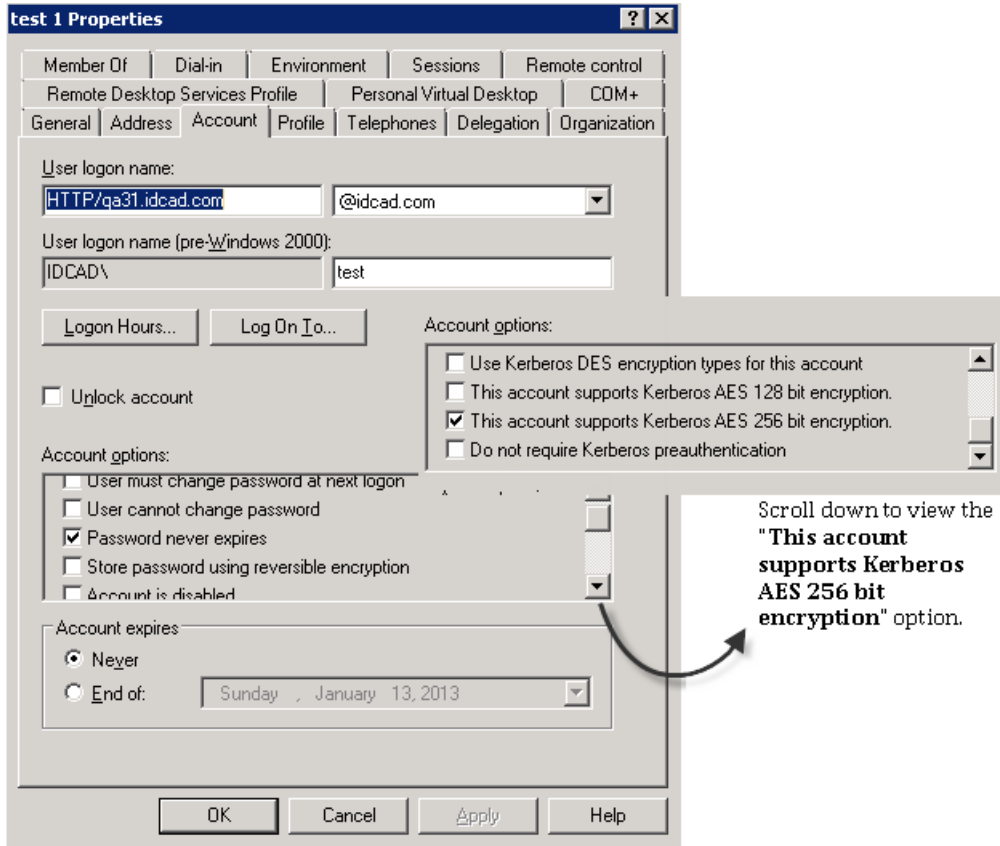 test 1 Properties
Member Of Dial-in Environment Sessions Remote control
Remote Desktop Services Profile Personal Virtual Desktop COM+
General Address Account Profile Telephones Delegation Organization
User logon name:
HTTP/qa31.idcad.com @idcad.com
User logon name (pre-Windows 2000):
IDCAD\ test
Logon Hours... Log On To...
Unlock account
Account options:
User must change password at next logon
User cannot change password
Password never expires
Store password using reversible encryption
Account is disabled
Account options:
Use Kerberos DES encryption types for this account
This account supports Kerberos AES 128 bit encryption.
This account supports Kerberos AES 256 bit encryption.
Do not require Kerberos preauthentication
Scroll down to view the
"This account
supports Kerberos
AES 256 bit
encryption" option.
Account expires
Never
End of: Sunday , January 13, 2013
OK Cancel Apply Help